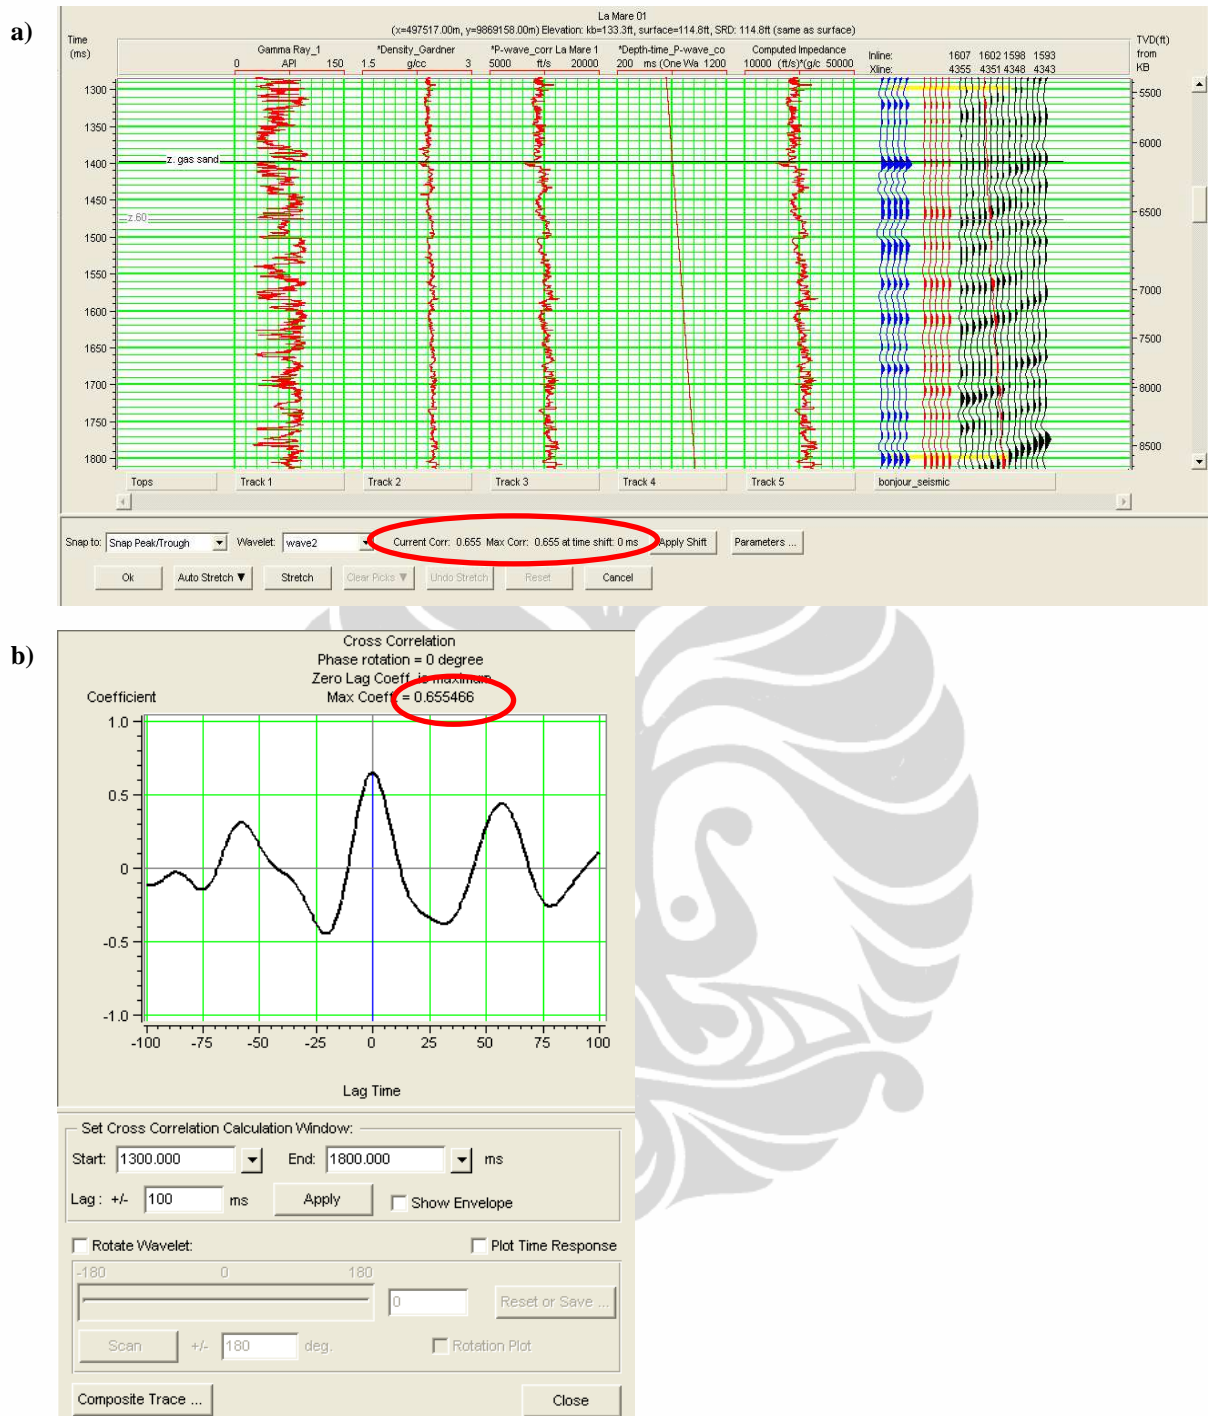 a)
La Mare 01
(x=497517.00m, y=9869158.00m) Elevation: kb=133.3ft, surface=114.8ft, SRD: 114.8ft (same as surface)
Time
(ms)
TVD(ft)
from
KB
Gamma Ray_1 *Density_Gardner *P-wave_corr La Mare 1 *Depth-time_P-wave_co Computed Impedance
0 API 150 1.5 g/cc 3 5000 ft/s 20000 200 ms (One Wa 1200 10000 (ft/s)*(g/c 50000
Inline: 1607 1602 1598 1593
Xline: 4355 4351 4348 4343
1300
5500
1350
6000
z. gas sand
1400
1450
6500
z.60
1500
1550
7000
1600
7500
1650
1700
8000
1750
8500
1800
Tops Track 1 Track 2 Track 3 Track 4 Track 5 bonjour_seismic
Snap to: Snap Peak/Trough Wavelet: wave2 Current Corr: 0.655 Max Corr: 0.655 at time shift: 0 ms Apply Shift Parameters ...
Ok Auto Stretch ▼ Stretch Clear Picks ▼ Undo Stretch Reset Cancel
b)
Cross Correlation
Phase rotation = 0 degree
Zero Lag Coeff. is maximum
Max Coeff. = 0.655466
Coefficient
1.0
0.5
0
-0.5
-1.0
-100 -75 -50 -25 0 25 50 75 100
Lag Time
Set Cross Correlation Calculation Window:
Start: 1300.000 End: 1800.000 ms
Lag : +/- 100 ms Apply Show Envelope
Rotate Wavelet: Plot Time Response
-180 0 180
0 Reset or Save ...
Scan +/- 180 deg. Rotation Plot
Composite Trace ... Close